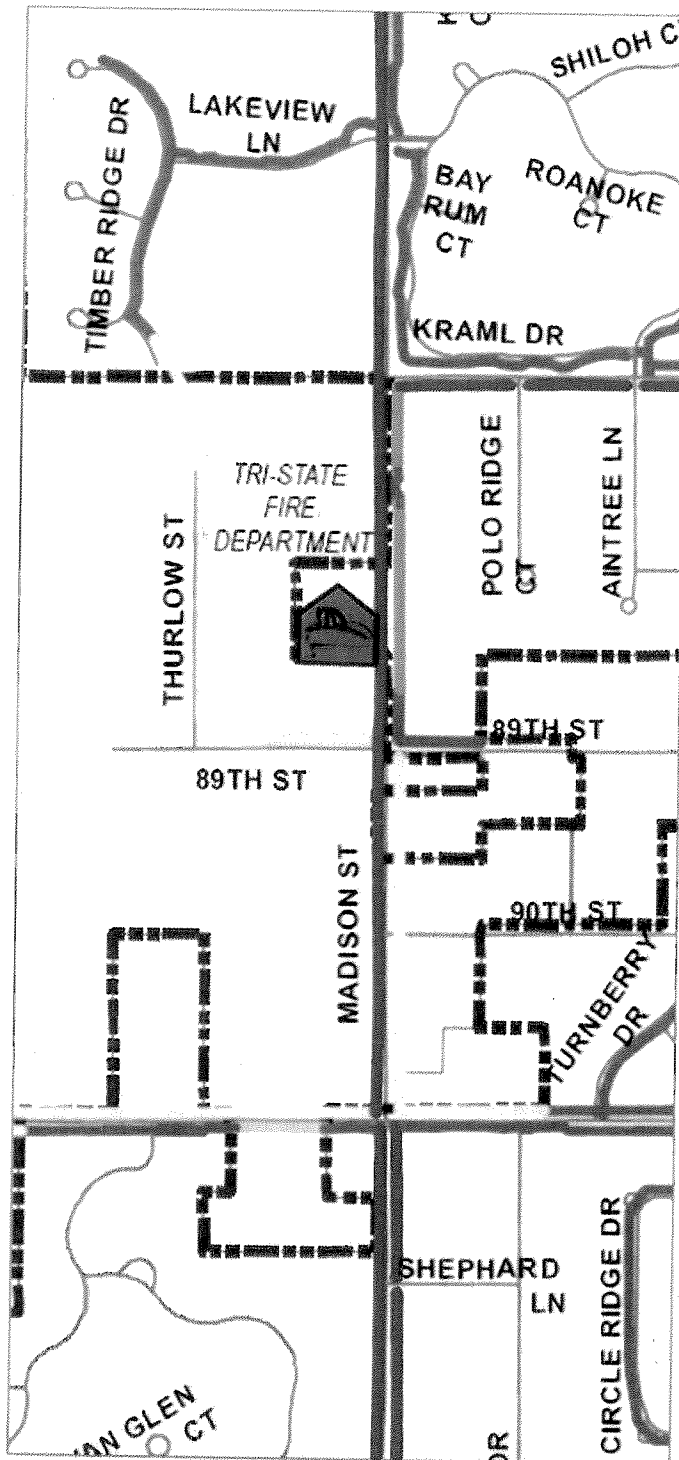 SHILOH C
LAKEVIEW
LN
TIMBER RIDGE DR
BAY
RUM
CT
ROANOKE
CT
KRAML DR
TRI-STATE
FIRE
DEPARTMENT
THURLOW ST
POLO RIDGE
CT
AINTREE LN
89TH ST
89TH ST
MADISON ST
90TH ST
TURNBERRY
DR
SHEPHARD
LN
CIRCLE RIDGE DR
AN GLEN
CT
DR